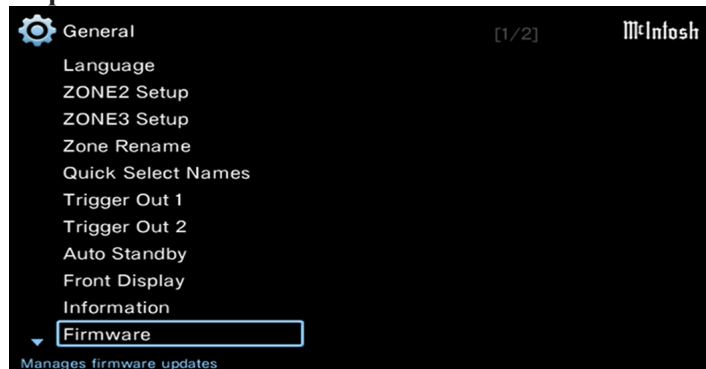 General [1/2] McIntosh
Language
ZONE2 Setup
ZONE3 Setup
Zone Rename
Quick Select Names
Trigger Out 1
Trigger Out 2
Auto Standby
Front Display
Information
Firmware
Manages firmware updates